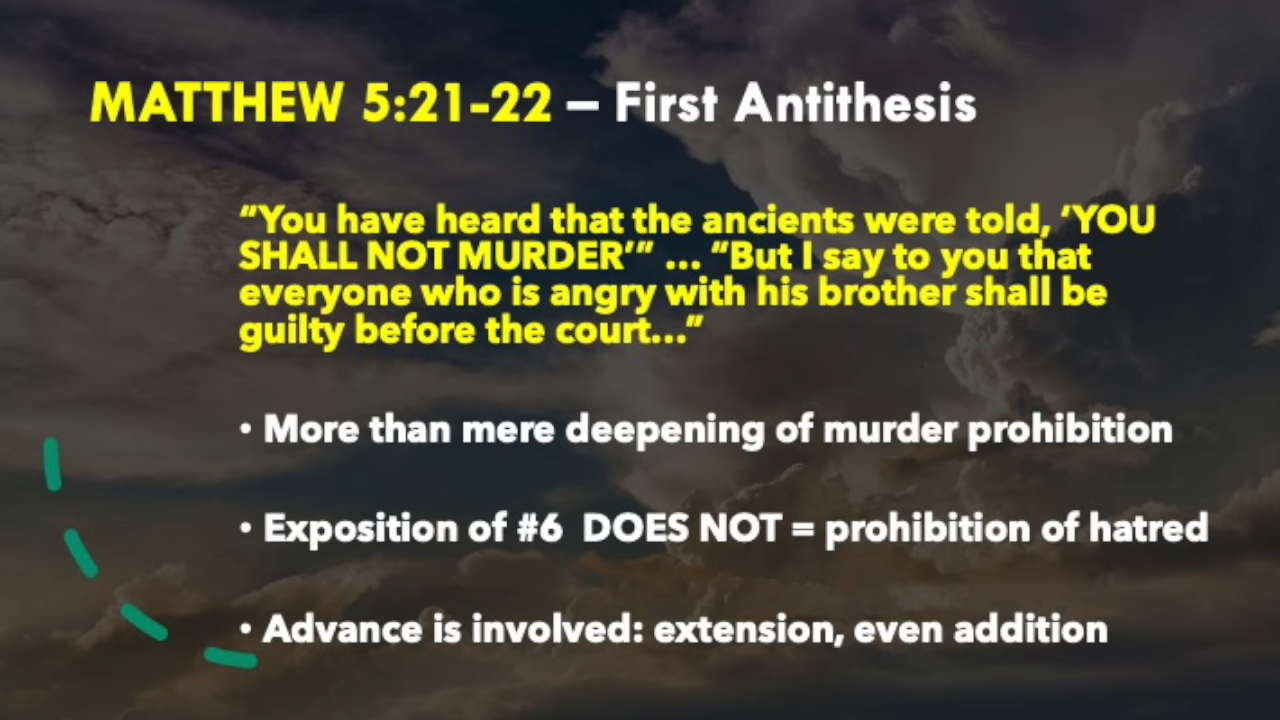 MATTHEW 5:21-22 – First Antithesis
“You have heard that the ancients were told, ‘YOU
SHALL NOT MURDER’” … “But I say to you that
everyone who is angry with his brother shall be
guilty before the court…”
• More than mere deepening of murder prohibition
• Exposition of #6  DOES NOT = prohibition of hatred
• Advance is involved: extension, even addition